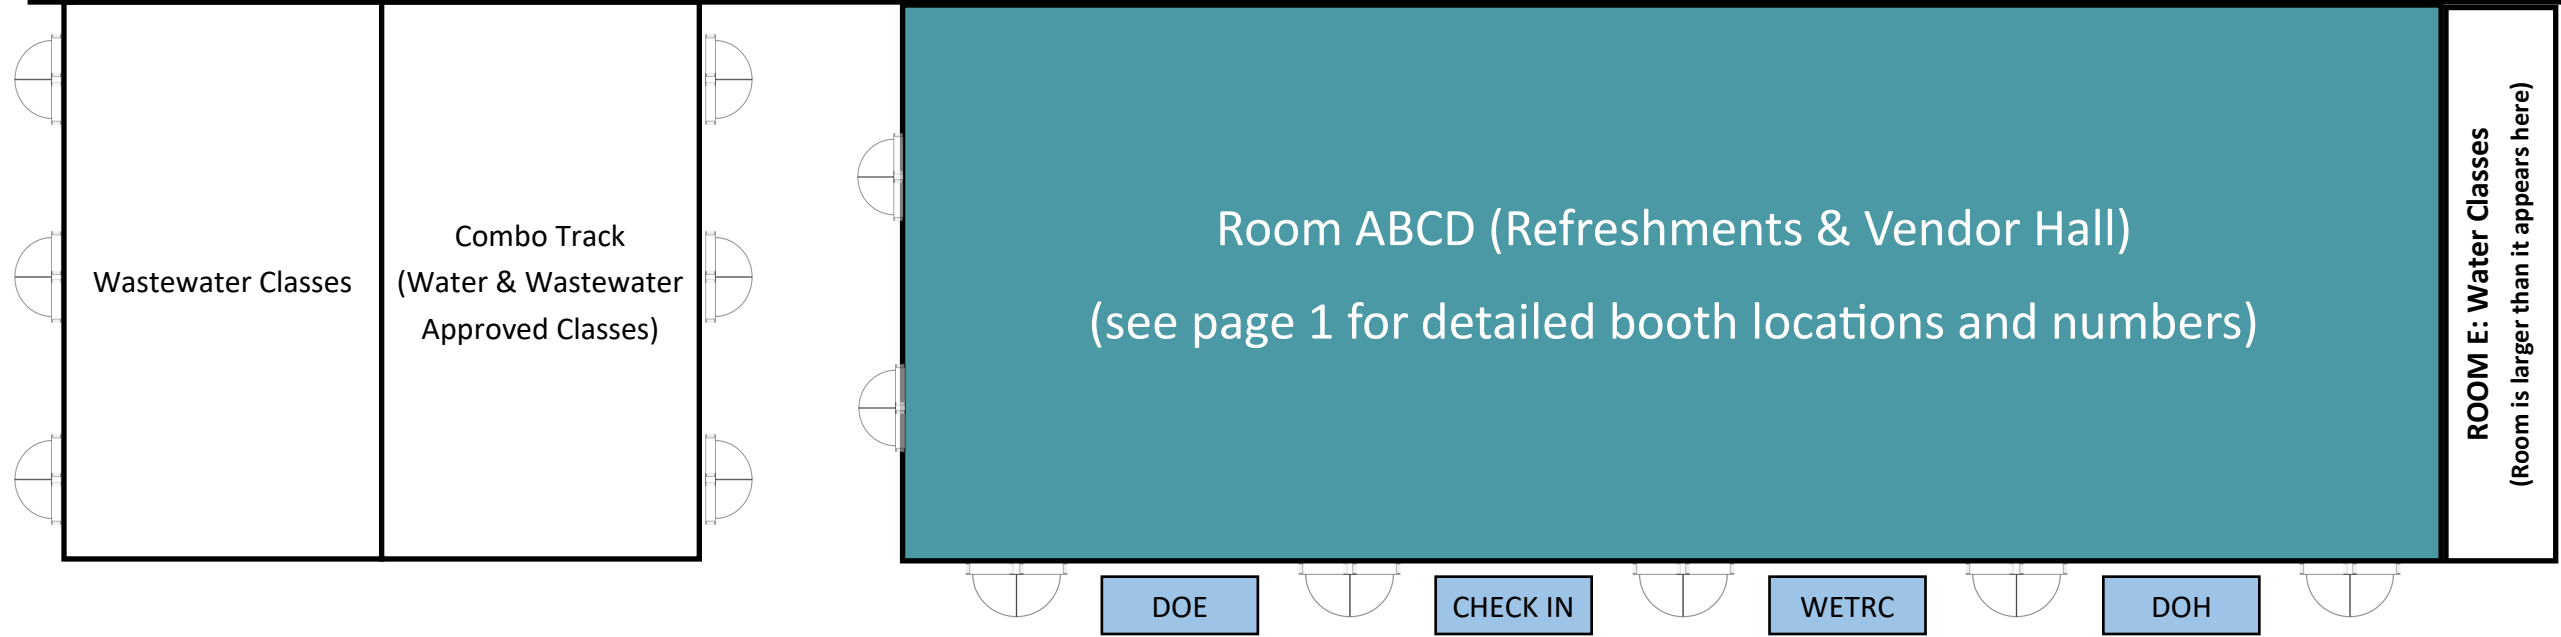 Wastewater Classes
Combo Track
(Water & Wastewater
Approved Classes)
Room ABCD (Refreshments & Vendor Hall)
(see page 1 for detailed booth locations and numbers)
ROOM E: Water Classes
(Room is larger than it appears here)
DOE
CHECK IN
WETRC
DOH